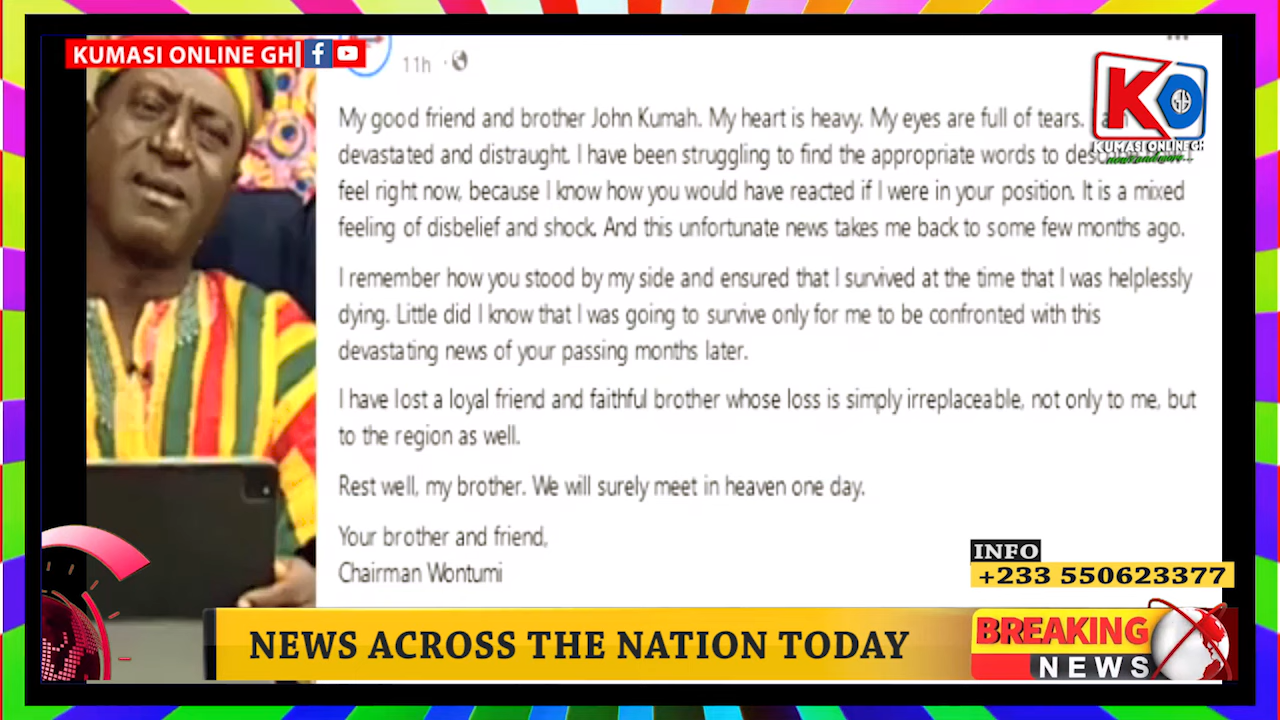 KUMASI ONLINE GH
11h
My good friend and brother John Kumah. My heart is heavy. My eyes are full of tears.
devastated and distraught. I have been struggling to find the appropriate words to
feel right now, because I know how you would have reacted if I were in your position. It is a mixed
feeling of disbelief and shock. And this unfortunate news takes me back to some few months ago.
I remember how you stood by my side and ensured that I survived at the time that I was helplessly
dying. Little did I know that I was going to survive only for me to be confronted with this
devastating news of your passing months later.
I have lost a loyal friend and faithful brother whose loss is simply irreplaceable, not only to me, but
to the region as well.
Rest well, my brother. We will surely meet in heaven one day.
Your brother and friend,
Chairman Wontumi
KO
KUMASI ONLINE GH
news and more...
INFO
+233 550623377
NEWS ACROSS THE NATION TODAY
BREAKING
NEWS